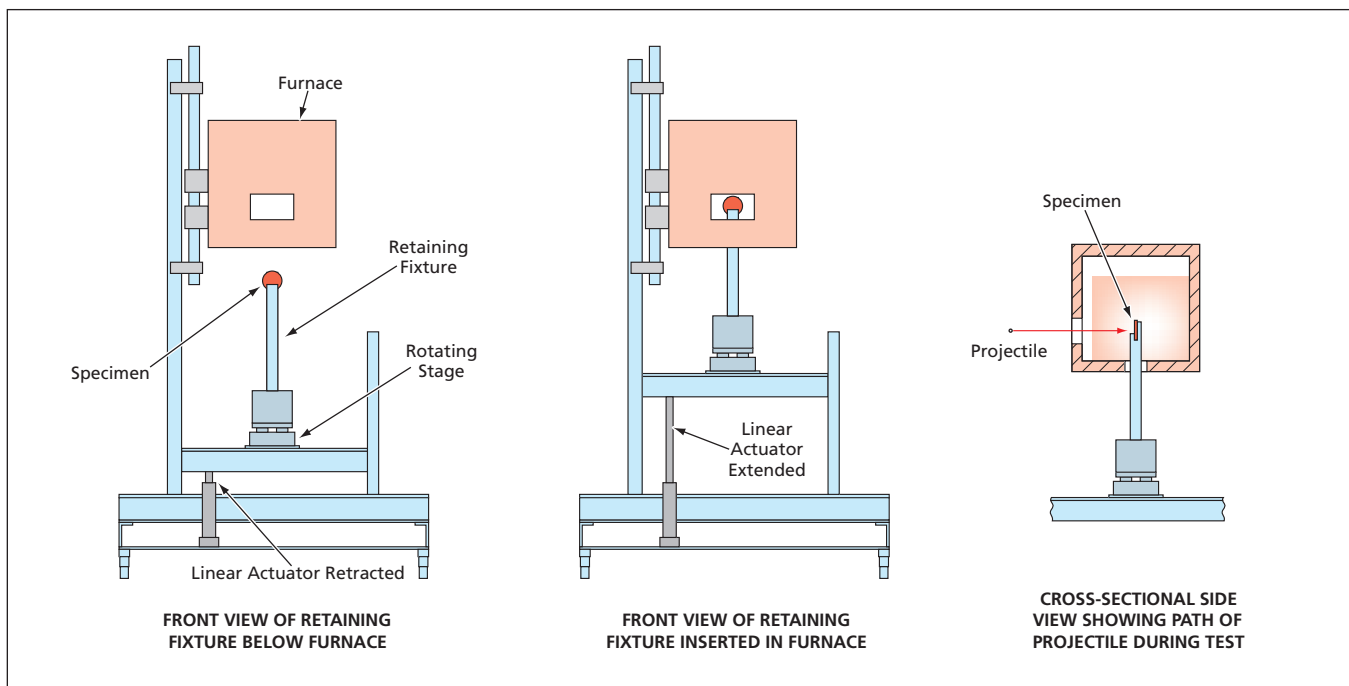 Furnace
Retaining
Fixture
Specimen
Rotating
Stage
Linear Actuator Retracted
FRONT VIEW OF RETAINING
FIXTURE BELOW FURNACE
Linear
Actuator
Extended
FRONT VIEW OF RETAINING
FIXTURE INSERTED IN FURNACE
Specimen
Projectile
CROSS-SECTIONAL SIDE
VIEW SHOWING PATH OF
PROJECTILE DURING TEST